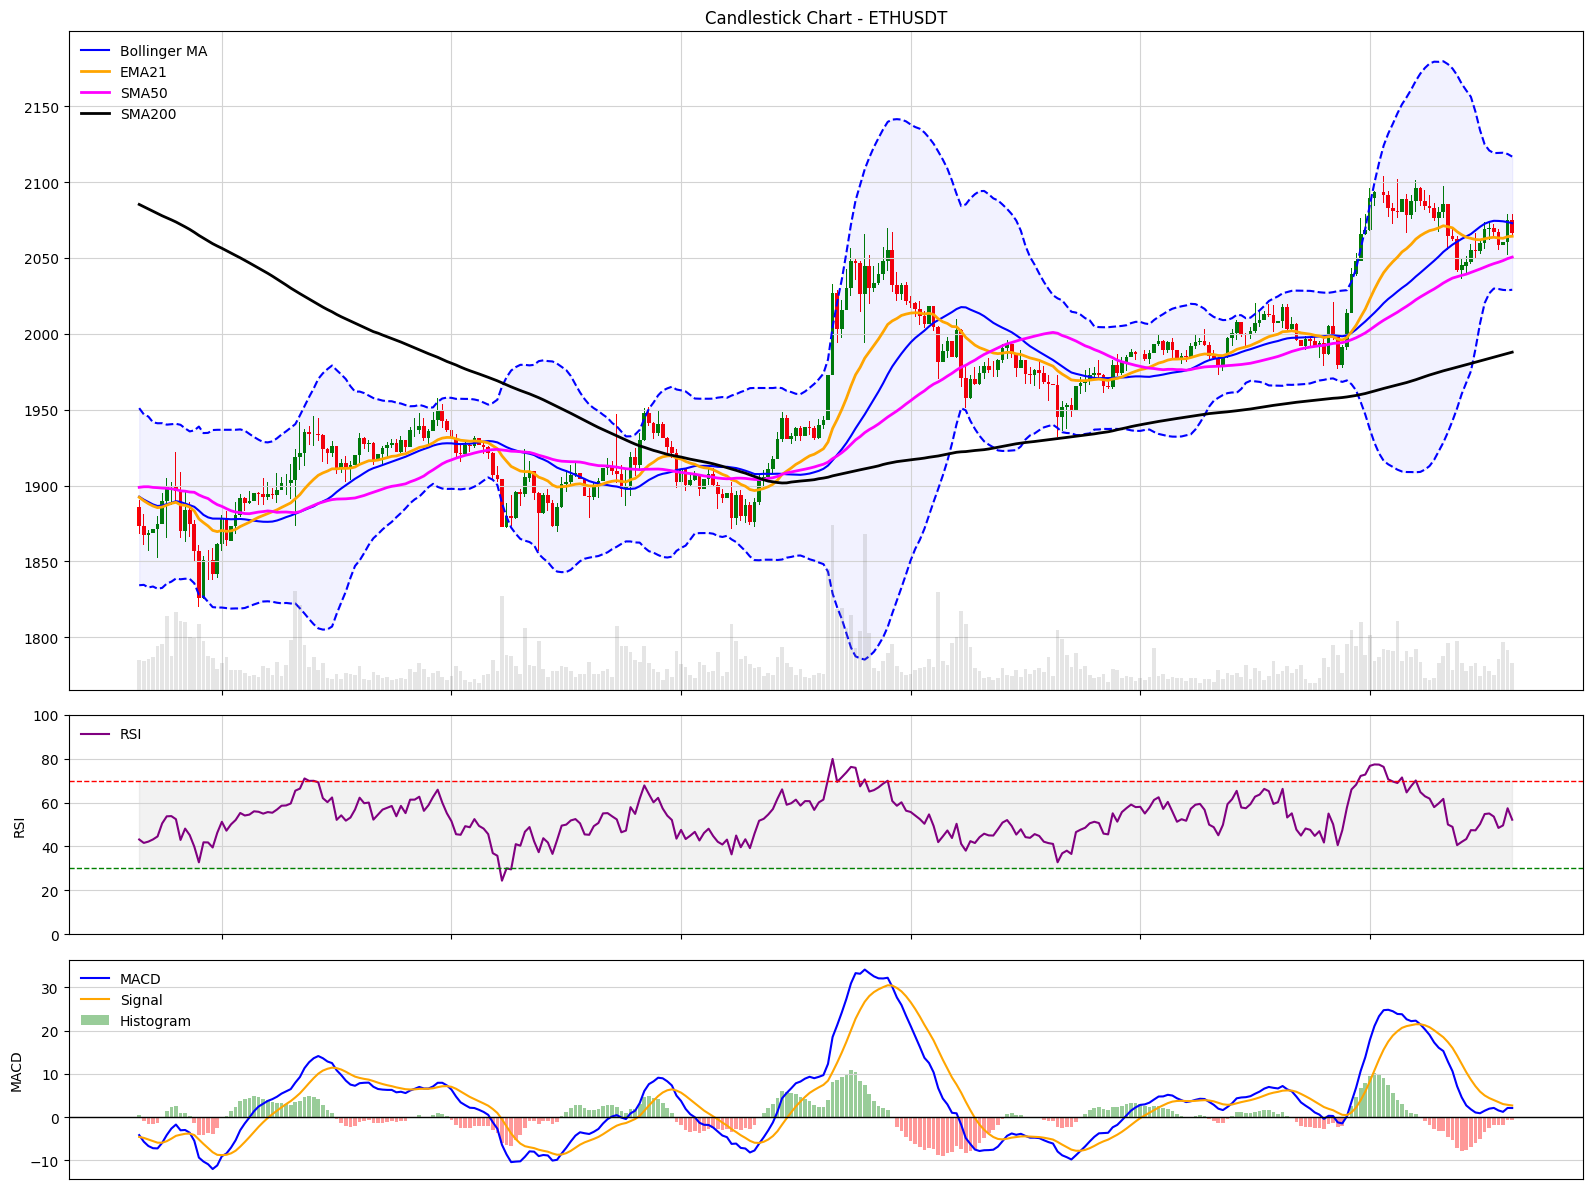 Candlestick Chart - ETHUSDT
Bollinger MA
EMA21
SMA50
SMA200
2150
2100
2050
2000
1950
1900
1850
1800
RSI
100
80
60
40
20
0
RSI
MACD
Signal
Histogram
30
20
10
0
−10
MACD